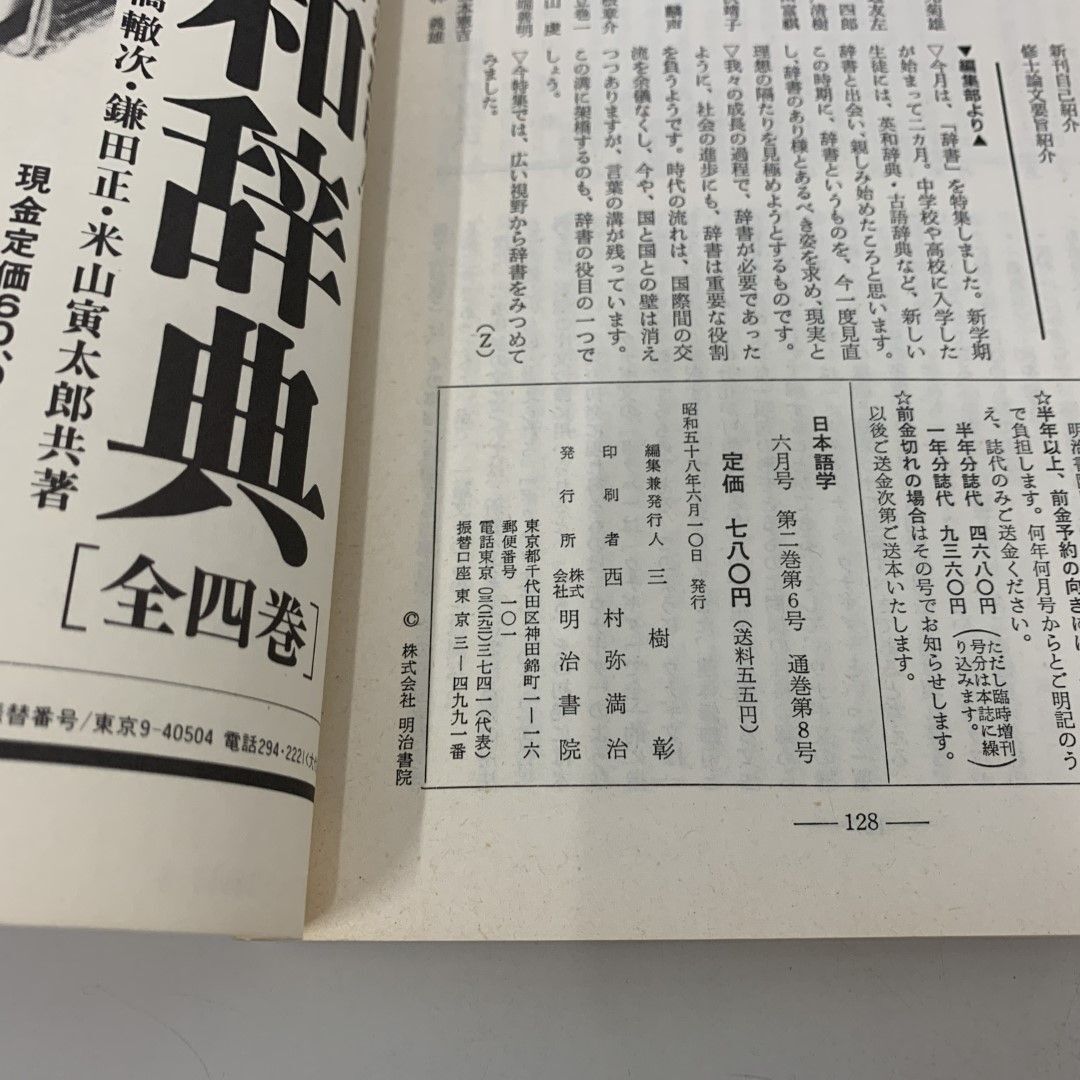 新刊自己紹介
修士論文要旨紹介
▼編集部より▲
▽今月は、「辞書」を特集しました。新学期
が始まって二ヵ月。中学校や高校に入学した
生徒には、英和辞典・古語辞典など、新しい
辞書と出会い、親しみ始めたころと思います。
この時期に、辞書というものを、今一度見直
し、辞書のあり様とあるべき姿を求め、現実と
理想の隔たりを見極めようとするものです。
▽我々の成長の過程で、辞書が必要であった
ように、社会の進歩にも、辞書は重要な役割
を負うようです。時代の流れは、国際間の交
流を余儀なくし、今や、国と国との壁は消え
つつありますが、言葉の溝が残っています。
この溝に架橋するのも、辞書の役目の一つで
しょう。
▽今特集では、広い視野から辞書をみつめて
みました。
(Z)
明治書
☆半年以上、前金予約の向きは、
で負担します。何年何月号からとご明記のう
え、誌代のみご送金ください。
半年分誌代 四六八〇円
一年分誌代 九三六〇円
(ただし臨時増刊
号分は本誌に繰
り込みます。)
☆前金切れの場合はその号でお知らせします。
以後ご送金次第ご送本いたします。
日本語学
六月号 第二巻第6号 通巻第8号
定価 七八〇円(送料五五円)
昭和五十八年六月一〇日 発行
編集兼発行人 三樹 彰
印刷者 西村弥満治
発行所 株式会社 明治書院
東京都千代田区神田錦町一―一六
郵便番号 一〇一
電話東京 〇三(二九二)三七四一(代表)
振替口座 東京 三―四九九一番
© 株式会社 明治書院
― 128 ―
和辞典
橋轍次・鎌田正・米山寅太郎共著
[全四巻]
現金定価60,0
替番号/東京9-40504 電話294・2221